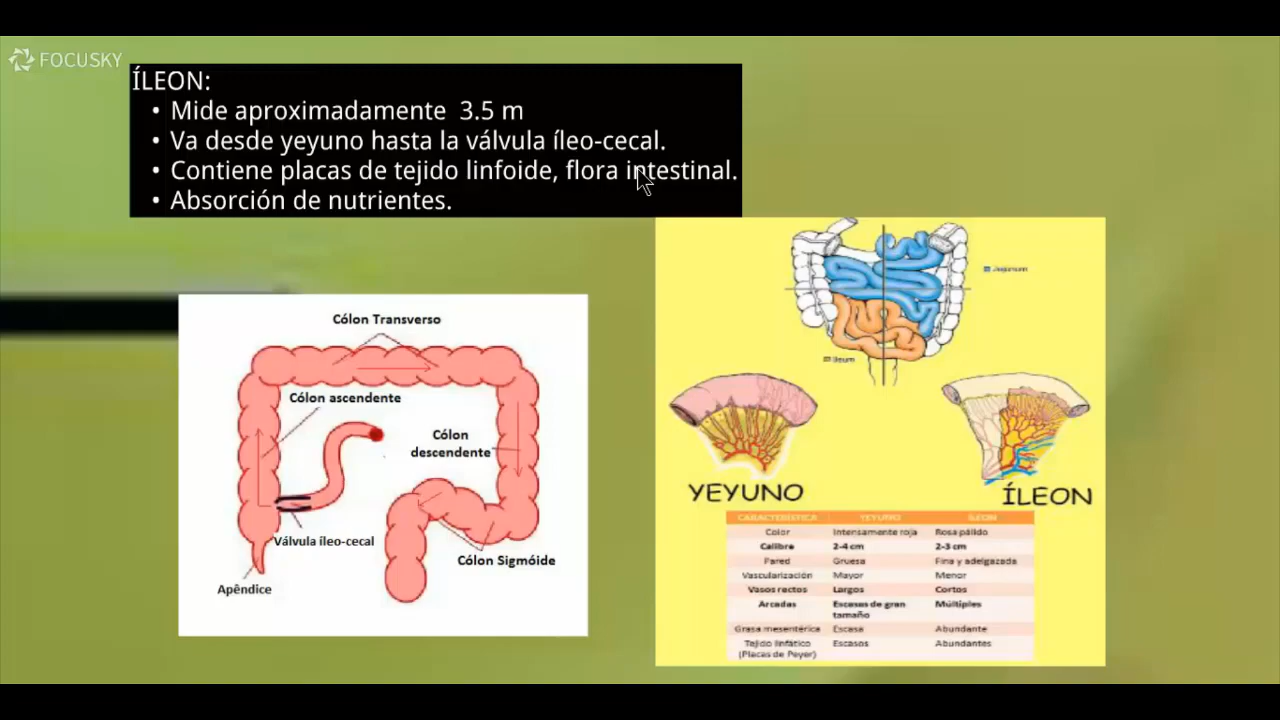 FOCUSKY
ÍLEON:
• Mide aproximadamente 3.5 m
• Va desde yeyuno hasta la válvula íleo-cecal.
• Contiene placas de tejido linfoide, flora intestinal.
• Absorción de nutrientes.
Cólon Transverso
Cólon ascendente
Cólon
descendente
Válvula íleo-cecal
Cólon Sigmóide
Apêndice
Jejunum
Ileum
YEYUNO
ÍLEON
CARACTERÍSTICA YEYUNO ÍLEON
Color Intensamente roja Rosa pálido
Calibre 2-4 cm 2-3 cm
Pared Gruesa Fina y adelgazada
Vascularización Mayor Menor
Vasos rectos Largos Cortos
Arcadas Escasas de gran Múltiples
tamaño
Grasa mesentérica Escasa Abundante
Tejido linfático Escasos Abundantes
(Placas de Peyer)